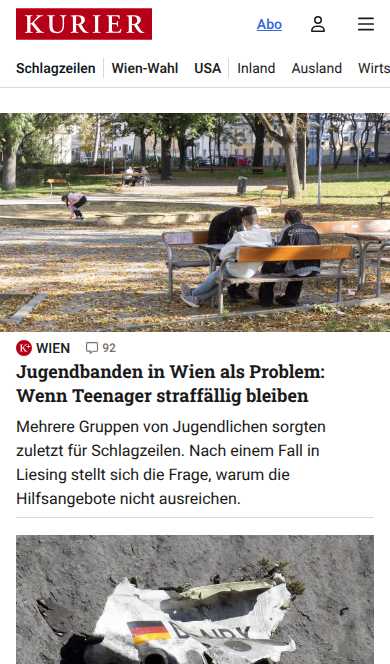 KURIER
Abo
Schlagzeilen Wien-Wahl USA Inland Ausland Wirts
K+ WIEN 92
Jugendbanden in Wien als Problem:
Wenn Teenager straffällig bleiben
Mehrere Gruppen von Jugendlichen sorgten
zuletzt für Schlagzeilen. Nach einem Fall in
Liesing stellt sich die Frage, warum die
Hilfsangebote nicht ausreichen.